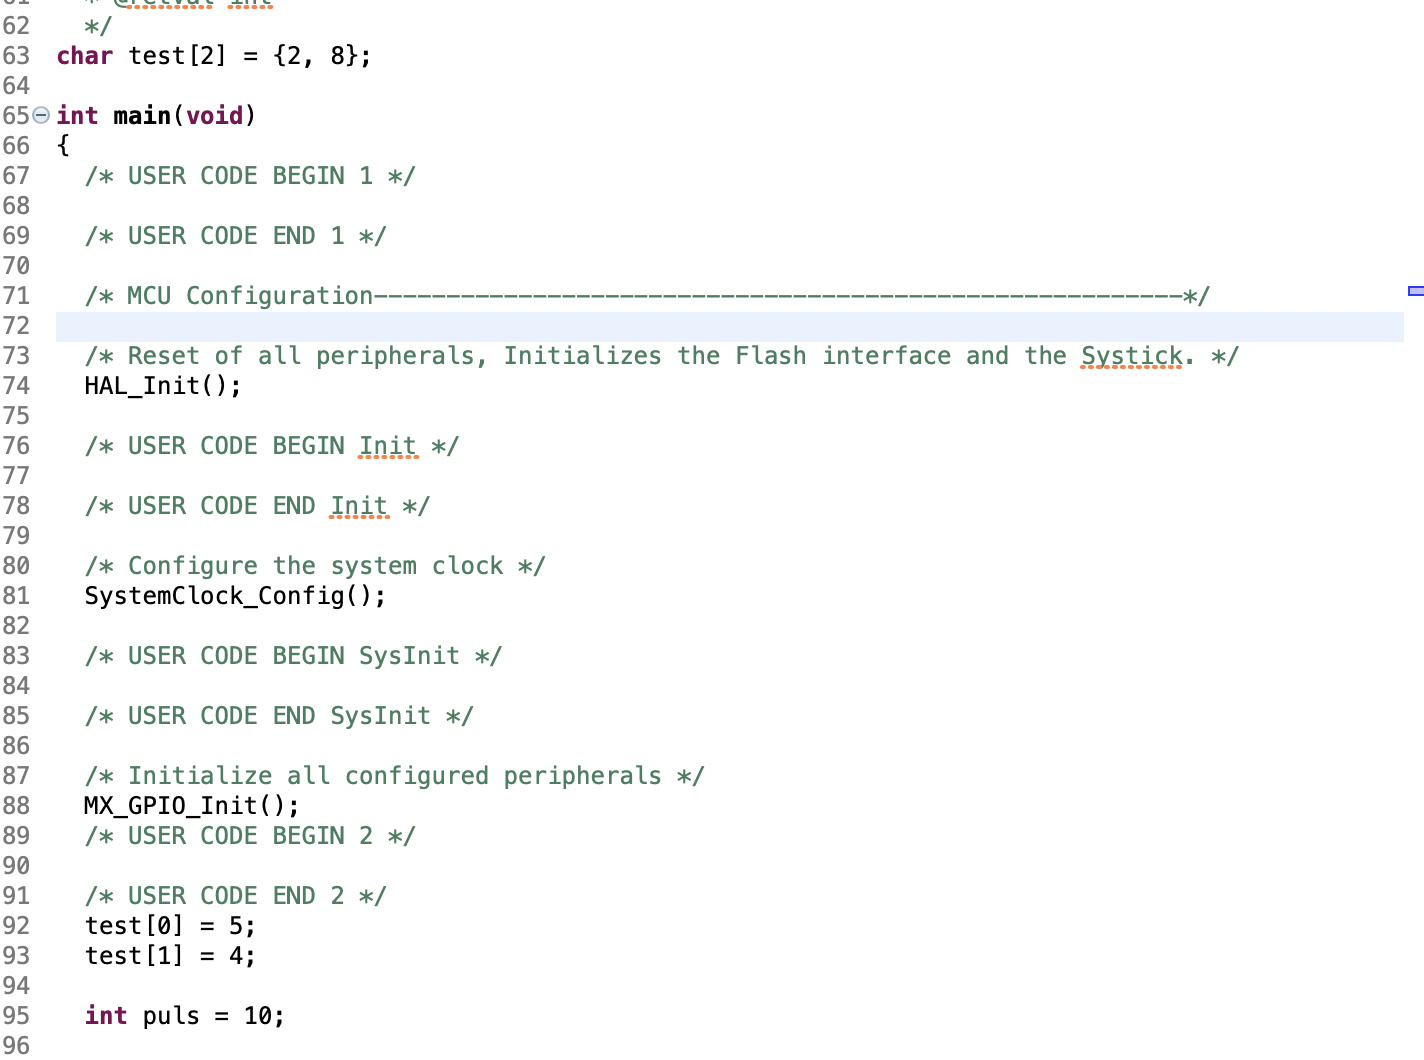 61 * @retval int
62 */
63 char test[2] = {2, 8};
64
65 int main(void)
66 {
67 /* USER CODE BEGIN 1 */
68
69 /* USER CODE END 1 */
70
71 /* MCU Configuration--------------------------------------------------------*/
72
73 /* Reset of all peripherals, Initializes the Flash interface and the Systick. */
74 HAL_Init();
75
76 /* USER CODE BEGIN Init */
77
78 /* USER CODE END Init */
79
80 /* Configure the system clock */
81 SystemClock_Config();
82
83 /* USER CODE BEGIN SysInit */
84
85 /* USER CODE END SysInit */
86
87 /* Initialize all configured peripherals */
88 MX_GPIO_Init();
89 /* USER CODE BEGIN 2 */
90
91 /* USER CODE END 2 */
92 test[0] = 5;
93 test[1] = 4;
94
95 int puls = 10;
96